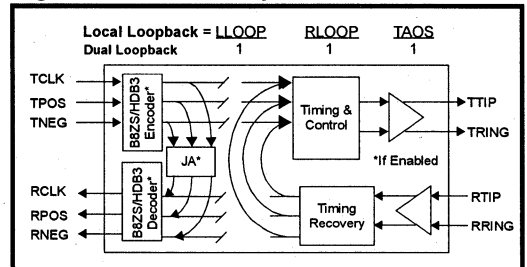 Local Loopback = LLOOP RLOOP TAOS
Dual Loopback 1 1 1
TCLK
TPOS
TNEG
B8ZS/HDB3
Encoder*
JA*
Timing &
Control
TTIP
TRING
*If Enabled
RCLK
RPOS
RNEG
B8ZS/HDB3
Decoder*
Timing
Recovery
RTIP
RRING